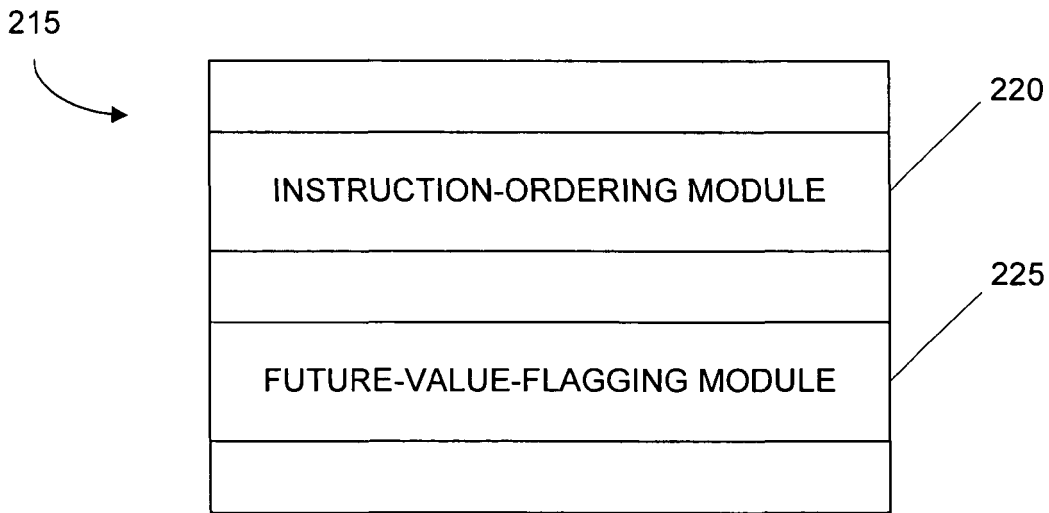 215
220
INSTRUCTION-ORDERING MODULE
225
FUTURE-VALUE-FLAGGING MODULE